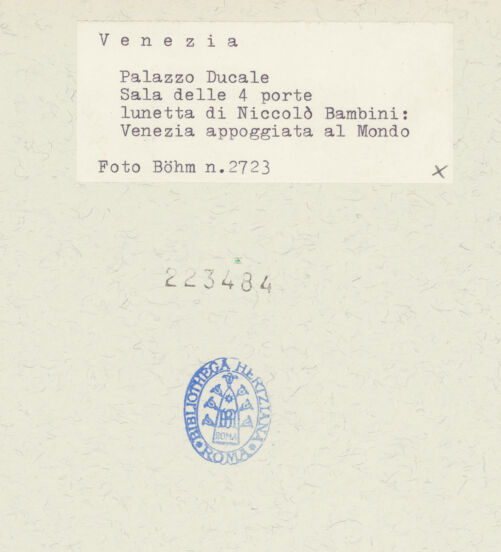 Venezia
Palazzo Ducale
Sala delle 4 porte
lunetta di Niccolò Bambini:
Venezia appoggiata al Mondo
Foto Böhm n.2723
x
223484
BIBLIOTHECA HERTZIANA
ROMA
ROMA